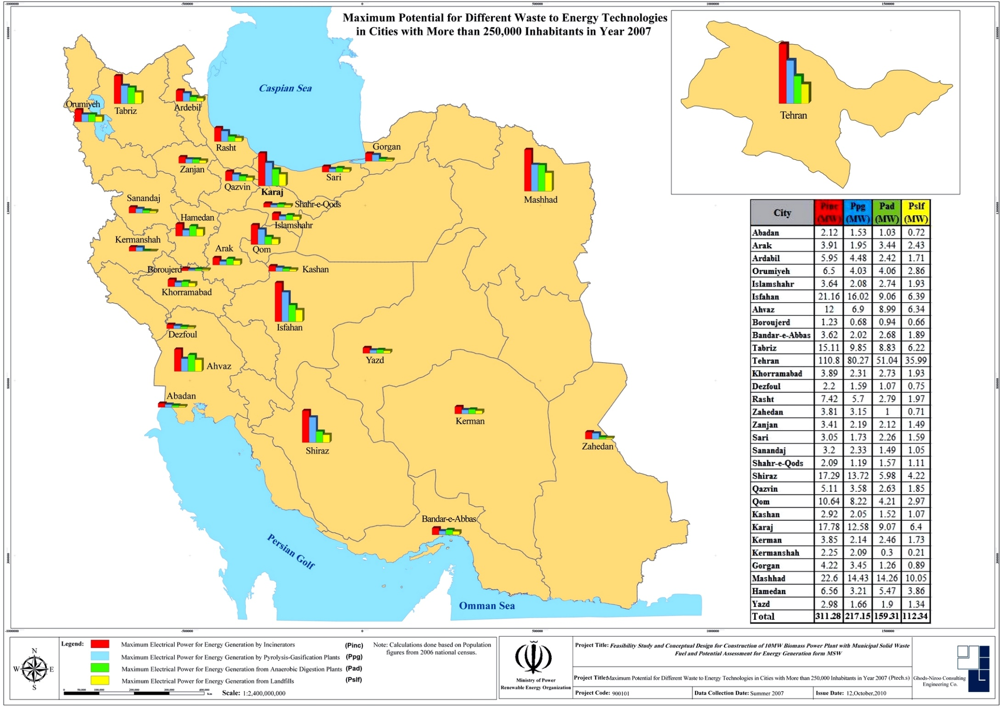 -1000000 -500000 0 500000 1000000 1500000
Maximum Potential for Different Waste to Energy Technologies
in Cities with More than 250,000 Inhabitants in Year 2007
Caspian Sea
Orumiyeh
Tabriz
Ardebil
Rasht
Gorgan
Zanjan
Qazvin
Karaj
Sari
Mashhad
Tehran
Sanandaj
Shahr-e-Qods
Hamedan
Islamshahr
Kermanshah
Qom
Arak
Boroujerd
Kashan
Khorramabad
Isfahan
Dezfoul
Yazd
Ahvaz
Abadan
Kerman
Shiraz
Zahedan
Bandar-e-Abbas
Persian Golf
Omman Sea
City Pinc (MW) Ppg (MW) Pad (MW) Pslf (MW)
Abadan 2.12 1.53 1.03 0.72
Arak 3.91 1.95 3.44 2.43
Ardabil 5.95 4.48 2.42 1.71
Orumiyeh 6.5 4.03 4.06 2.86
Islamshahr 3.64 2.08 2.74 1.93
Isfahan 21.16 16.02 9.06 6.39
Ahvaz 12 6.9 8.99 6.34
Boroujerd 1.23 0.68 0.94 0.66
Bandar-e-Abbas 3.62 2.02 2.68 1.89
Tabriz 15.11 9.85 8.83 6.22
Tehran 110.8 80.27 51.04 35.99
Khorramabad 3.89 2.31 2.73 1.93
Dezfoul 2.2 1.59 1.07 0.75
Rasht 7.42 5.7 2.79 1.97
Zahedan 3.81 3.15 1 0.71
Zanjan 3.41 2.19 2.12 1.49
Sari 3.05 1.73 2.26 1.59
Sanandaj 3.2 2.33 1.49 1.05
Shahr-e-Qods 2.09 1.19 1.57 1.11
Shiraz 17.29 13.72 5.98 4.22
Qazvin 5.11 3.58 2.63 1.85
Qom 10.64 8.22 4.21 2.97
Kashan 2.92 2.05 1.52 1.07
Karaj 17.78 12.58 9.07 6.4
Kerman 3.85 2.14 2.46 1.73
Kermanshah 2.25 2.09 0.3 0.21
Gorgan 4.22 3.45 1.26 0.89
Mashhad 22.6 14.43 14.26 10.05
Hamedan 6.56 3.21 5.47 3.86
Yazd 2.98 1.66 1.9 1.34
Total 311.28 217.15 159.31 112.34
-1000000 -500000 0 500000 1000000 1500000
N
W E
S
Legend:
Maximum Electrical Power for Energy Generation by Incinerators (Pinc)
Maximum Electrical Power for Energy Generation by Pyrolysis-Gasification Plants (Ppg)
Maximum Electrical Power for Energy Generation from Anaerobic Digestion Plants (Pad)
Maximum Electrical Power for Energy Generation from Landfills (Pslf)
0 50,000 100,000 200,000 300,000 400,000 Km
Scale: 1:2,400,000,000
Note: Calculations done based on Population
figures from 2006 national census.
Ministry of Power
Renewable Energy Organization
Project Title: Feasibility Study and Conceptual Design for Construction of 10MW Biomass Power Plant with Municipal Solid Waste
Fuel and Potential Assessment for Energy Generation form MSW
Project Title:Maximum Potential for Different Waste to Energy Technologies in Cities with More than 250,000 Inhabitants in Year 2007 (Ptech.s)
Project Code: 900101
Data Collection Date: Summer 2007
Issue Date: 12,October,2010
Ghods-Niroo Consulting
Engineering Co.